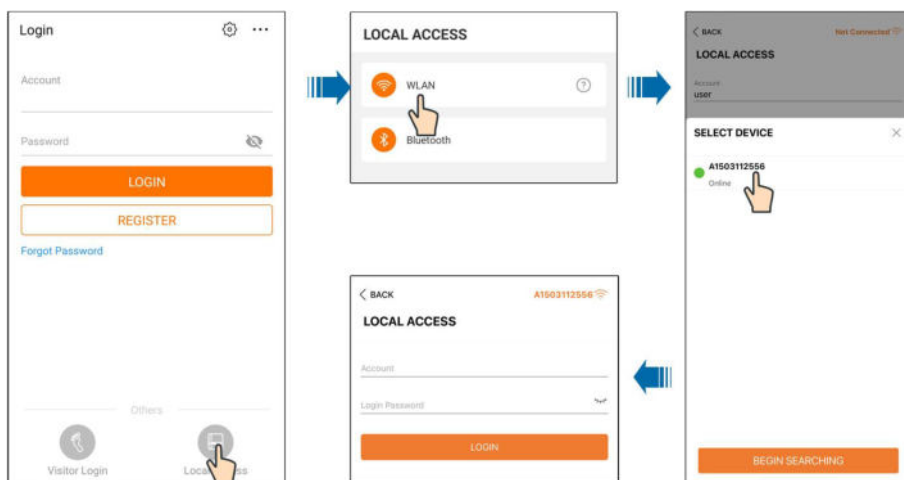 Login
Account
Password
LOGIN
REGISTER
Forgot Password
Others
Visitor Login
LOCAL ACCESS
WLAN
Bluetooth
< BACK
Not Connected
LOCAL ACCESS
Account
user
SELECT DEVICE
A1503112556
Online
BEGIN SEARCHING
< BACK
A1503112556
LOCAL ACCESS
Account
Login Password
LOGIN